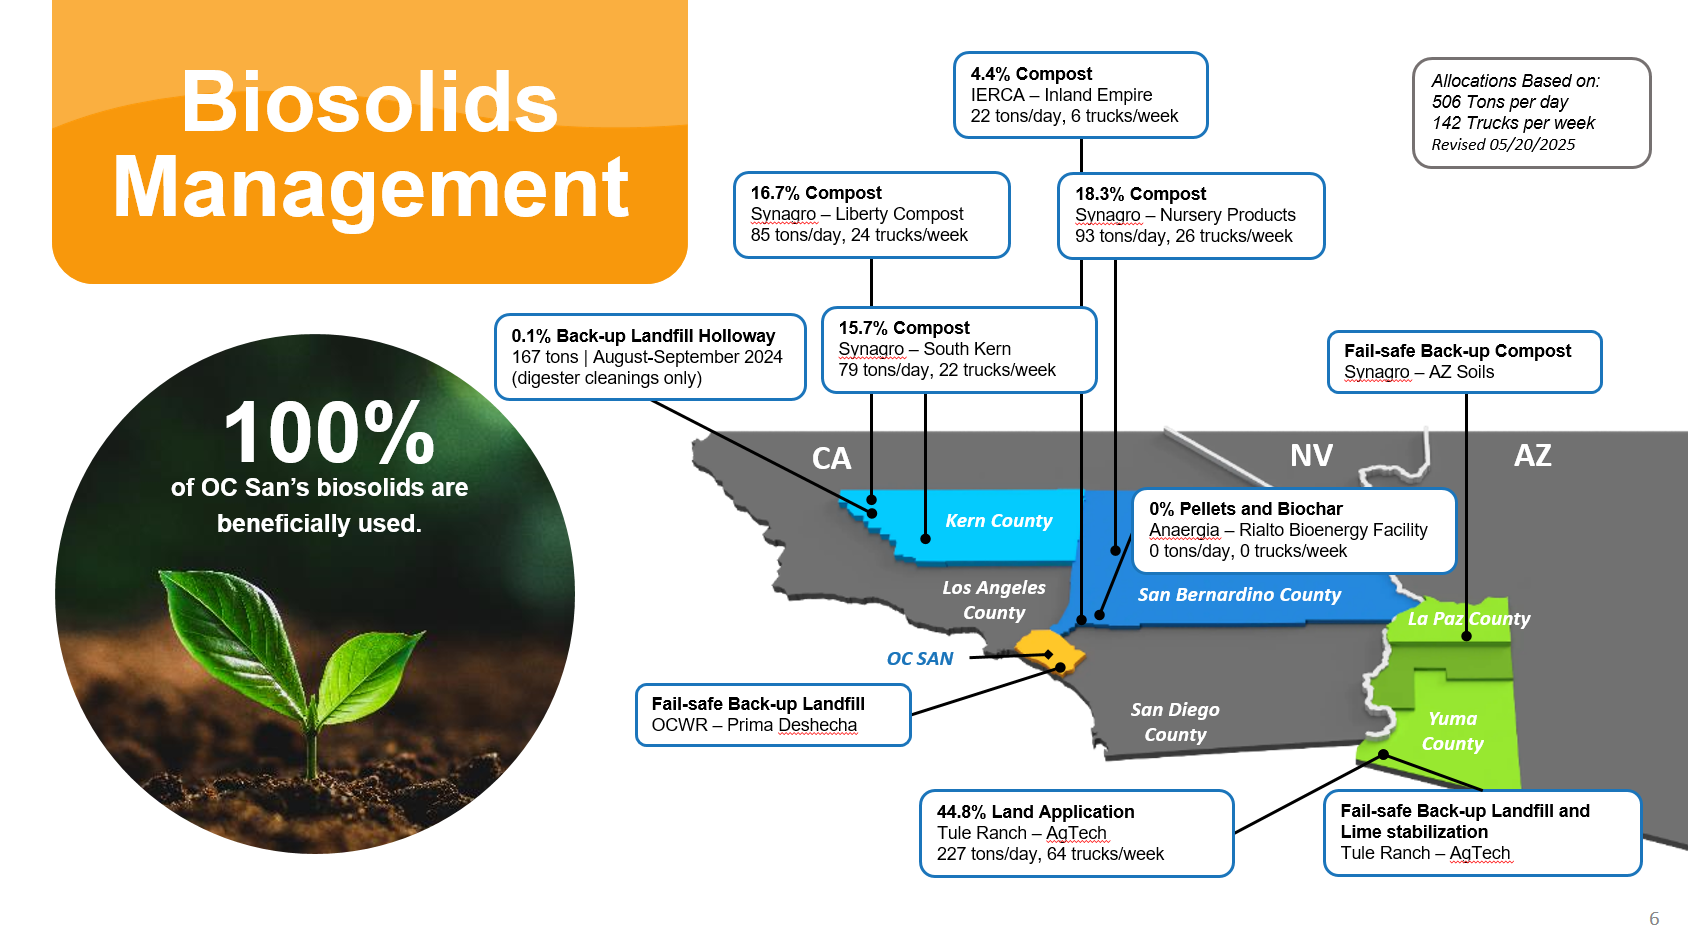 Biosolids
Management
4.4% Compost
IERCA – Inland Empire
22 tons/day, 6 trucks/week
Allocations Based on:
506 Tons per day
142 Trucks per week
Revised 05/20/2025
16.7% Compost
Synagro – Liberty Compost
85 tons/day, 24 trucks/week
18.3% Compost
Synagro – Nursery Products
93 tons/day, 26 trucks/week
0.1% Back-up Landfill Holloway
167 tons | August-September 2024
(digester cleanings only)
15.7% Compost
Synagro – South Kern
79 tons/day, 22 trucks/week
Fail-safe Back-up Compost
Synagro – AZ Soils
100%
of OC San’s biosolids are
beneficially used.
CA
NV
AZ
Kern County
0% Pellets and Biochar
Anaergia – Rialto Bioenergy Facility
0 tons/day, 0 trucks/week
Los Angeles
County
San Bernardino County
La Paz County
OC SAN
Fail-safe Back-up Landfill
OCWR – Prima Deshecha
San Diego
County
Yuma
County
44.8% Land Application
Tule Ranch – AgTech
227 tons/day, 64 trucks/week
Fail-safe Back-up Landfill and
Lime stabilization
Tule Ranch – AgTech
6